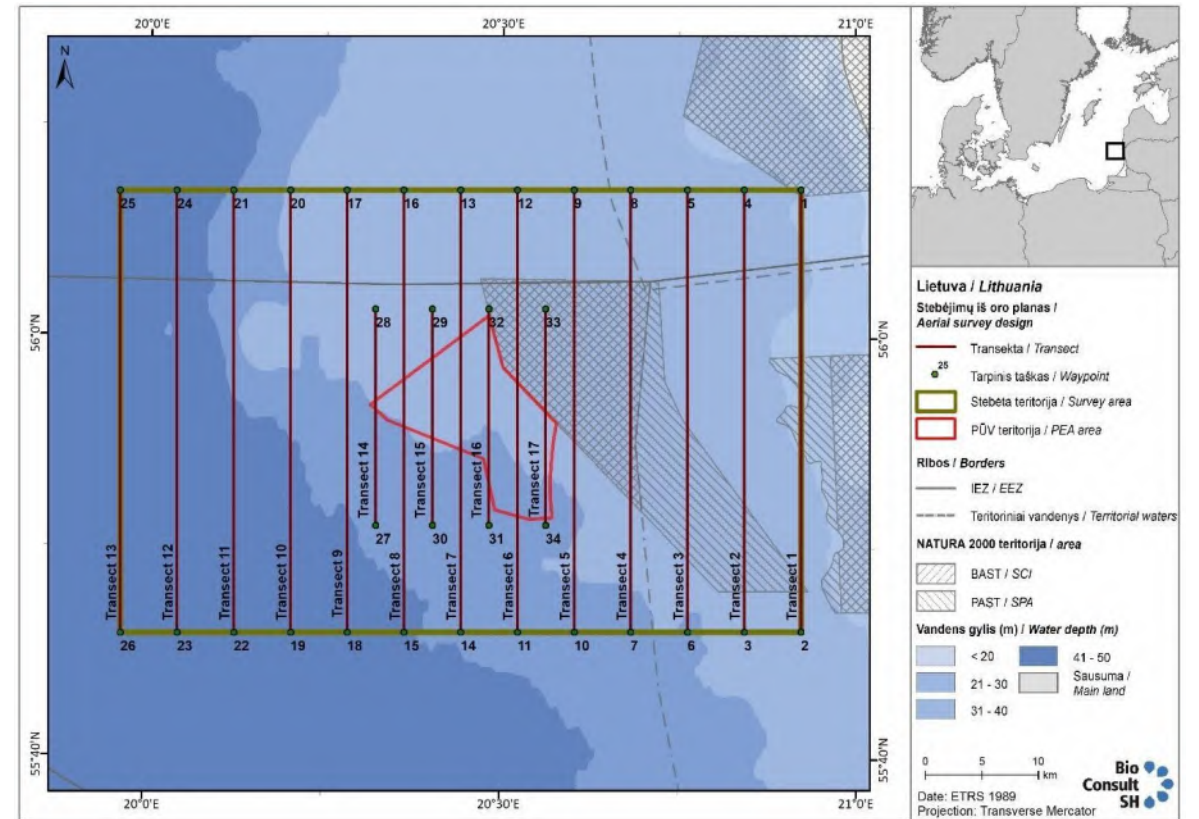 20°0'E 20°30'E 21°0'E
N
25 24 21 20 17 16 13 12 9 8 5 4 1
56°0'N 56°0'N
28 29 32 33
Transect 14 Transect 15 Transect 16 Transect 17
27 30 31 34
Transect 13 Transect 12 Transect 11 Transect 10 Transect 9 Transect 8 Transect 7 Transect 6 Transect 5 Transect 4 Transect 3 Transect 2 Transect 1
26 23 22 19 18 15 14 11 10 7 6 3 2
55°40'N 55°40'N
20°0'E 20°30'E 21°0'E
Lietuva / Lithuania
Stebėjimų iš oro planas /
Aerial survey design
Transekta / Transect
25
Tarpinis taškas / Waypoint
Stebėta teritorija / Survey area
PŪV teritorija / PEA area
Ribos / Borders
IEZ / EEZ
Teritoriniai vandenys / Territorial waters
NATURA 2000 teritorija / area
BAST / SCI
PAST / SPA
Vandens gylis (m) / Water depth (m)
< 20 41 - 50
21 - 30 Sausuma /
Main land
31 - 40
0 5 10
km
Date: ETRS 1989
Projection: Transverse Mercator
Bio
Consult
SH